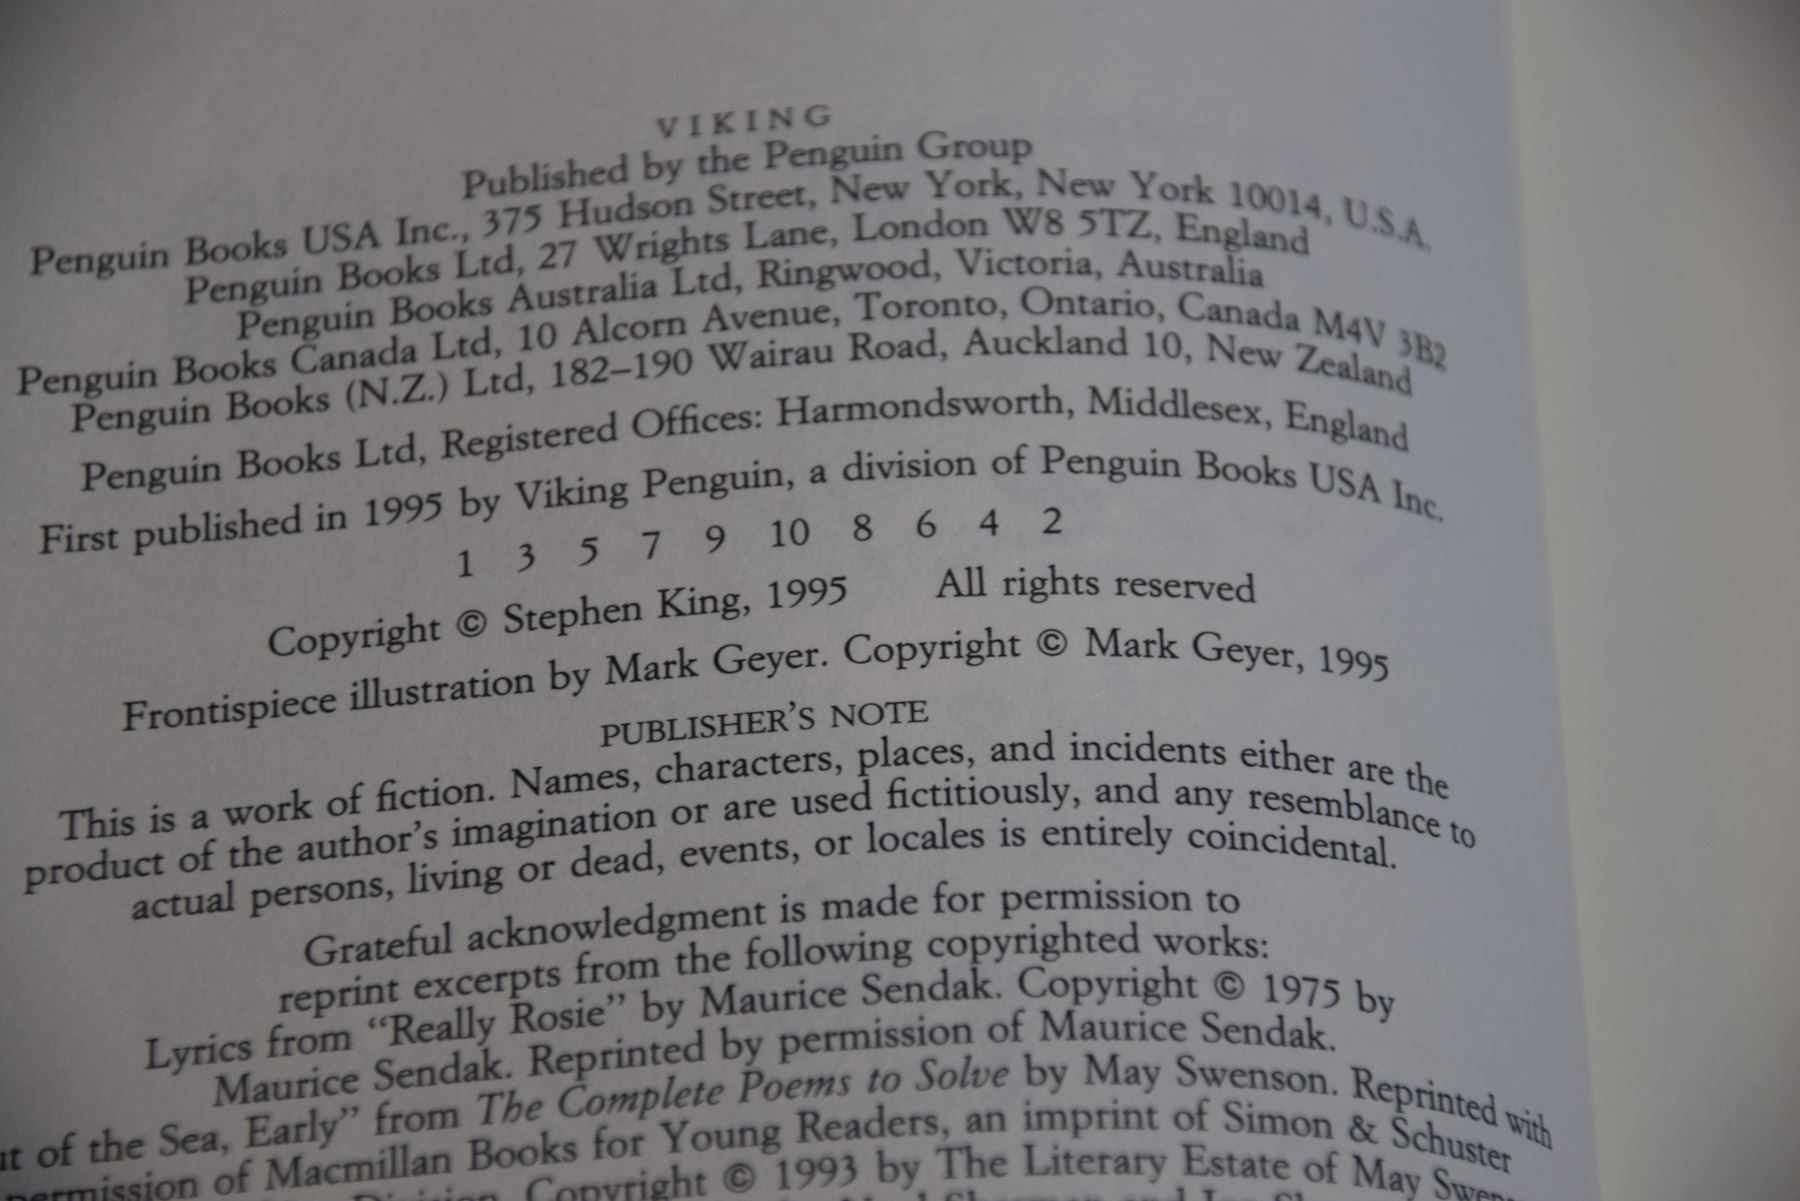 VIKING
Published by the Penguin Group
Penguin Books USA Inc., 375 Hudson Street, New York, New York 10014, U.S.A.
Penguin Books Ltd, 27 Wrights Lane, London W8 5TZ, England
Penguin Books Australia Ltd, Ringwood, Victoria, Australia
Penguin Books Canada Ltd, 10 Alcorn Avenue, Toronto, Ontario, Canada M4V 3B2
Penguin Books (N.Z.) Ltd, 182–190 Wairau Road, Auckland 10, New Zealand
Penguin Books Ltd, Registered Offices: Harmondsworth, Middlesex, England
First published in 1995 by Viking Penguin, a division of Penguin Books USA Inc.
1 3 5 7 9 10 8 6 4 2
Copyright © Stephen King, 1995 All rights reserved
Frontispiece illustration by Mark Geyer. Copyright © Mark Geyer, 1995
PUBLISHER'S NOTE
This is a work of fiction. Names, characters, places, and incidents either are the
product of the author's imagination or are used fictitiously, and any resemblance to
actual persons, living or dead, events, or locales is entirely coincidental.
Grateful acknowledgment is made for permission to
reprint excerpts from the following copyrighted works:
Lyrics from “Really Rosie” by Maurice Sendak. Copyright © 1975 by
Maurice Sendak. Reprinted by permission of Maurice Sendak.
of the Sea, Early” from The Complete Poems to Solve by May Swenson. Reprinted with
permission of Macmillan Books for Young Readers, an imprint of Simon & Schuster
Division. Copyright © 1993 by The Literary Estate of May